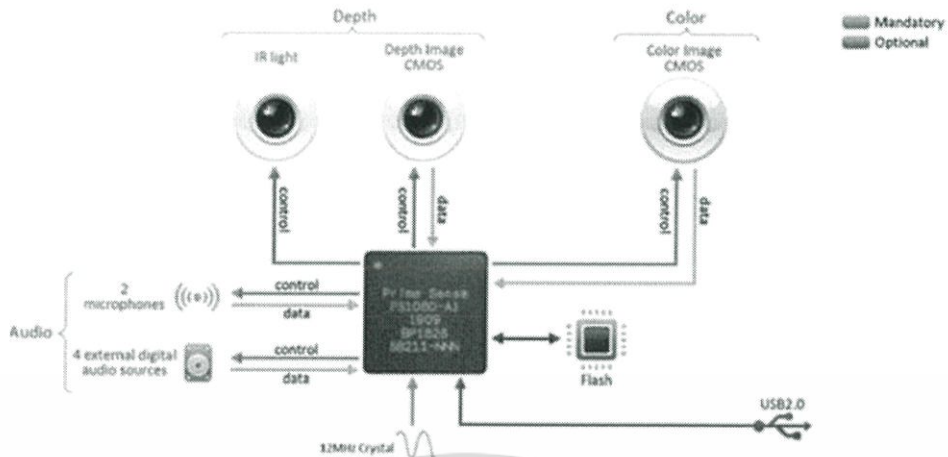 Depth
Color
Mandatory
Optional
IR light
Depth Image
CMOS
Color Image
CMOS
control
control
data
control
data
Audio
2
microphones
control
data
4 external digital
audio sources
control
data
Prime Sense
PS1080-A1
1809
Flash
USB2.0
12MHz Crystal